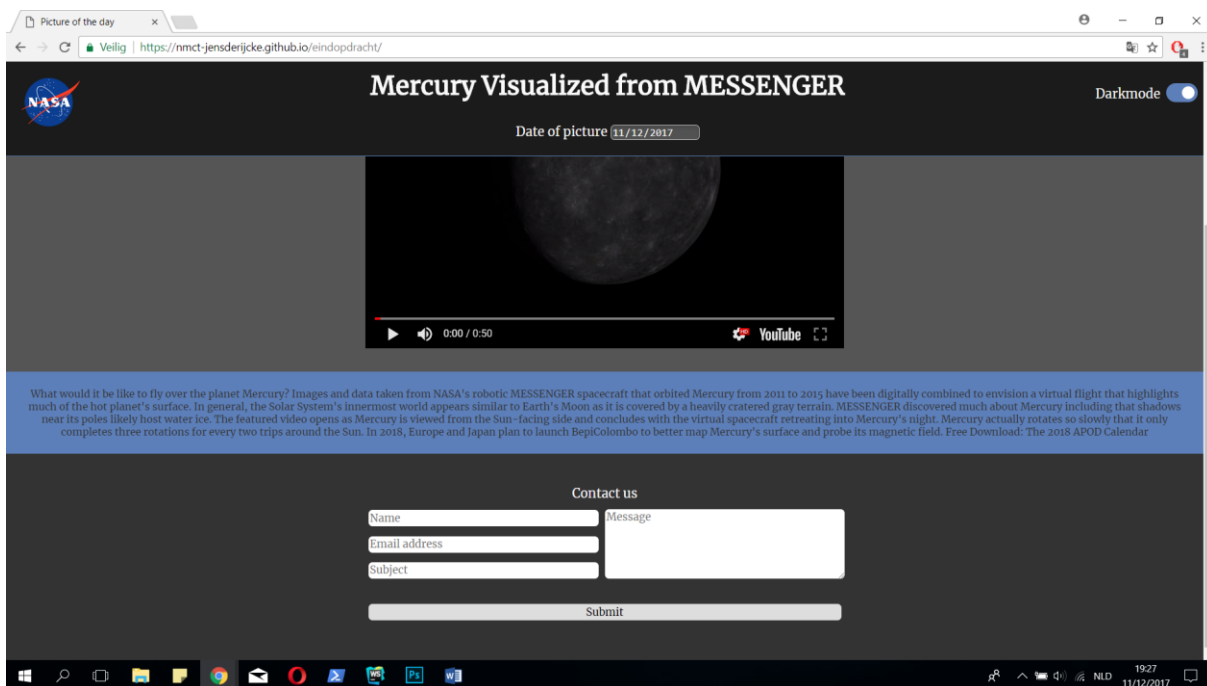 Picture of the day
Veilig https://nmct-jensderijcke.github.io/eindopdracht/
4
NASA
Mercury Visualized from MESSENGER
Darkmode
Date of picture 11/12/2017
0:00 / 0:50
HD
YouTube
What would it be like to fly over the planet Mercury? Images and data taken from NASA's robotic MESSENGER spacecraft that orbited Mercury from 2011 to 2015 have been digitally combined to envision a virtual flight that highlights
much of the hot planet's surface. In general, the Solar System's innermost world appears similar to Earth's Moon as it is covered by a heavily cratered gray terrain. MESSENGER discovered much about Mercury including that shadows
near its poles likely host water ice. The featured video opens as Mercury is viewed from the Sun-facing side and concludes with the virtual spacecraft retreating into Mercury's night. Mercury actually rotates so slowly that it only
completes three rotations for every two trips around the Sun. In 2018, Europe and Japan plan to launch BepiColombo to better map Mercury's surface and probe its magnetic field. Free Download: The 2018 APOD Calendar
Contact us
Name
Message
Email address
Subject
Submit
WS
Ps
W
NLD
19:27
11/12/2017